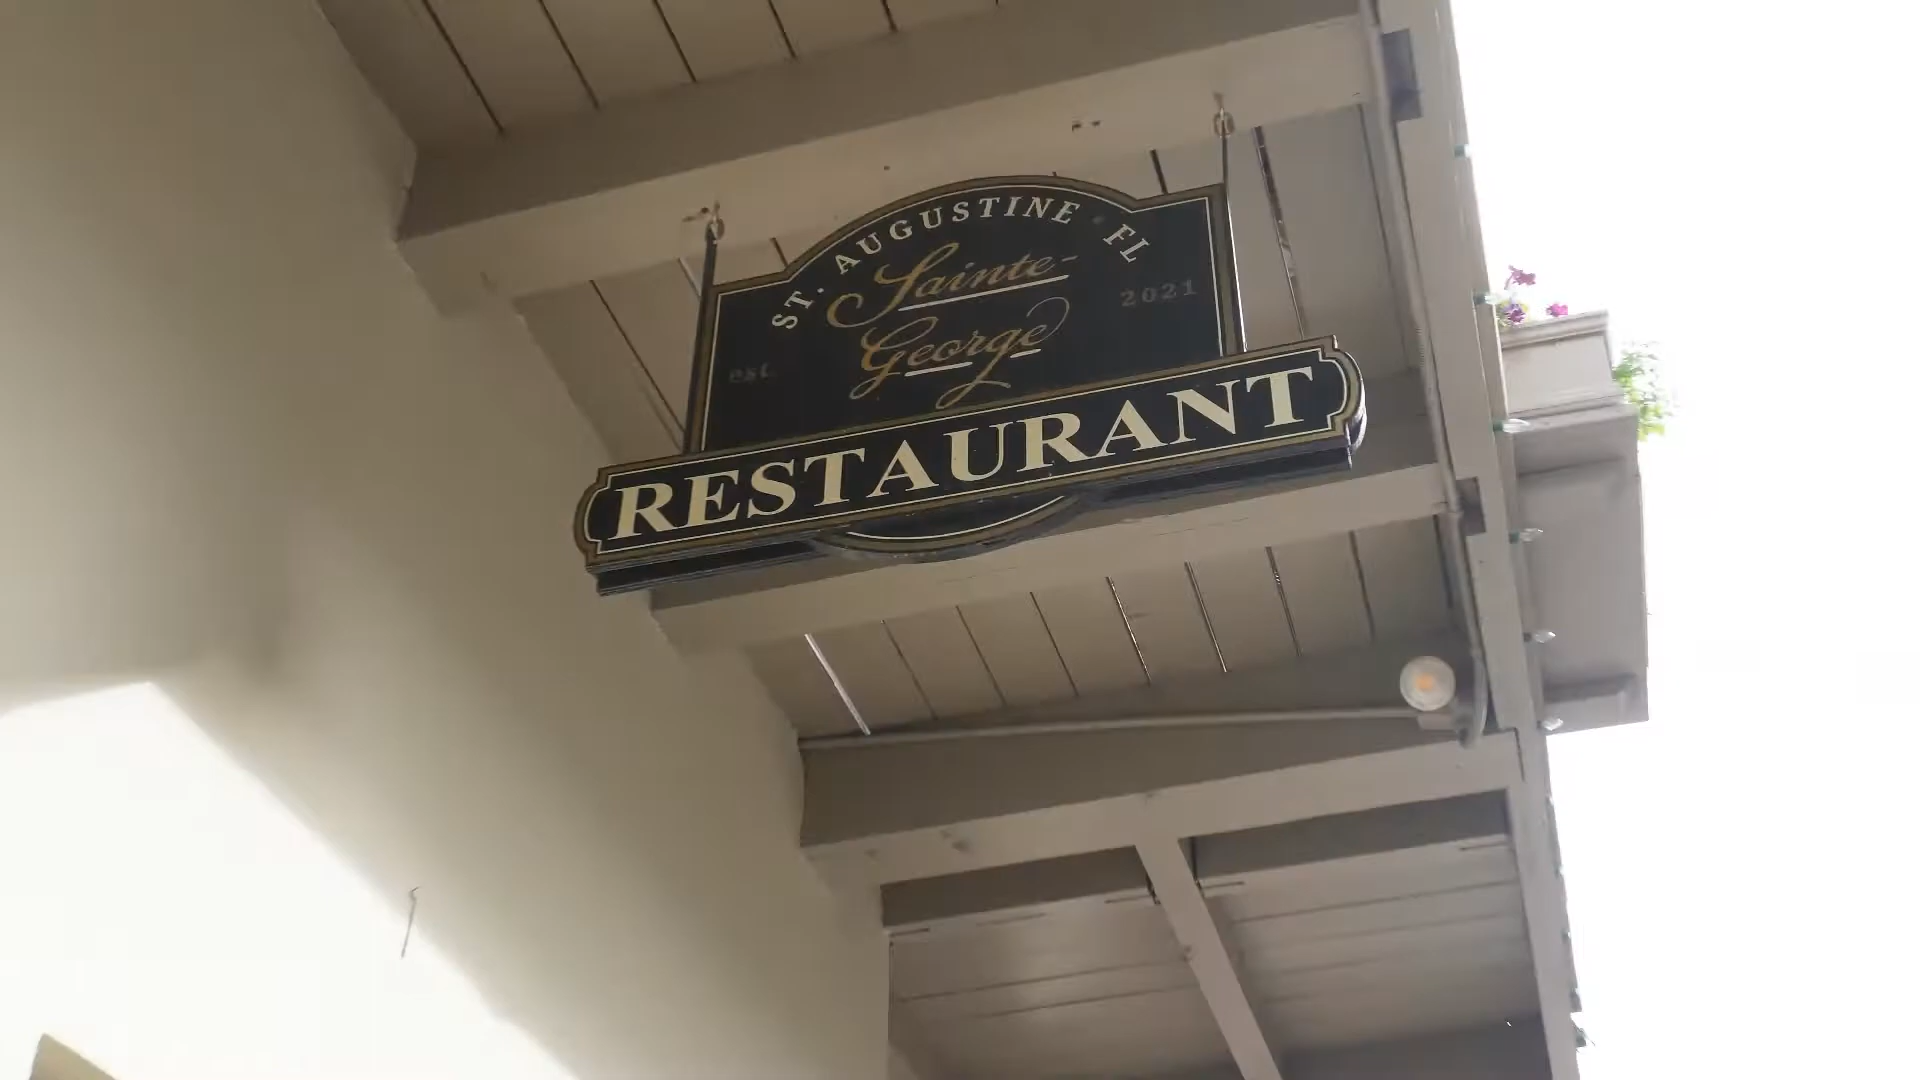 ST. AUGUSTINE · FL
Sainte-
George
est. 2021
RESTAURANT